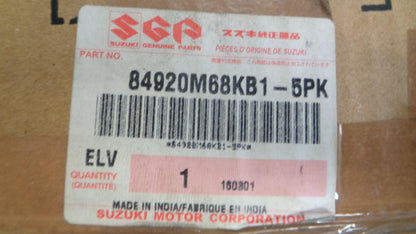 SGP
スズキ純正部品
SUZUKI GENUINE PARTS
PIÈCES D'ORIGINE DE SUZUKI
PART NO.
84920M68KB1-5PK
*84920M68KB1-5PK*
ELV
QUANTITY
(QUANTITÉ)
1
160801
MADE IN INDIA/FABRIQUE EN INDIA
SUZUKI MOTOR CORPORATION